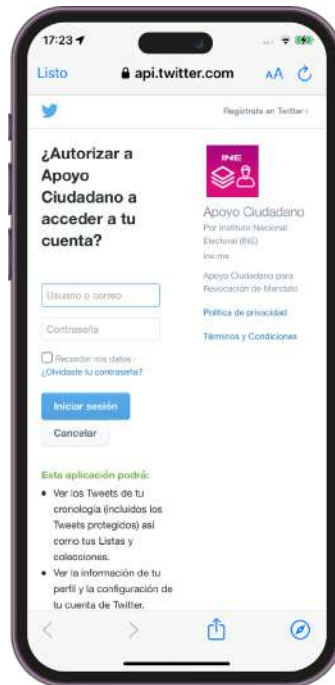 17:23
Listo
api.twitter.com
AA
Regístrate en Twitter ›
¿Autorizar a
Apoyo
Ciudadano a
acceder a tu
cuenta?
Usuario o correo
Contraseña
Recordar mis datos ·
¿Olvidaste tu contraseña?
Iniciar sesión
Cancelar
INE
Apoyo Ciudadano
Por Instituto Nacional
Electoral (INE)
ine.mx
Apoyo Ciudadano para
Revocación de Mandato
Política de privacidad
Términos y Condiciones
Esta aplicación podrá:
• Ver los Tweets de tu
cronología (incluidos los
Tweets protegidos) así
como tus Listas y
colecciones.
• Ver la información de tu
perfil y la configuración de
tu cuenta de Twitter.